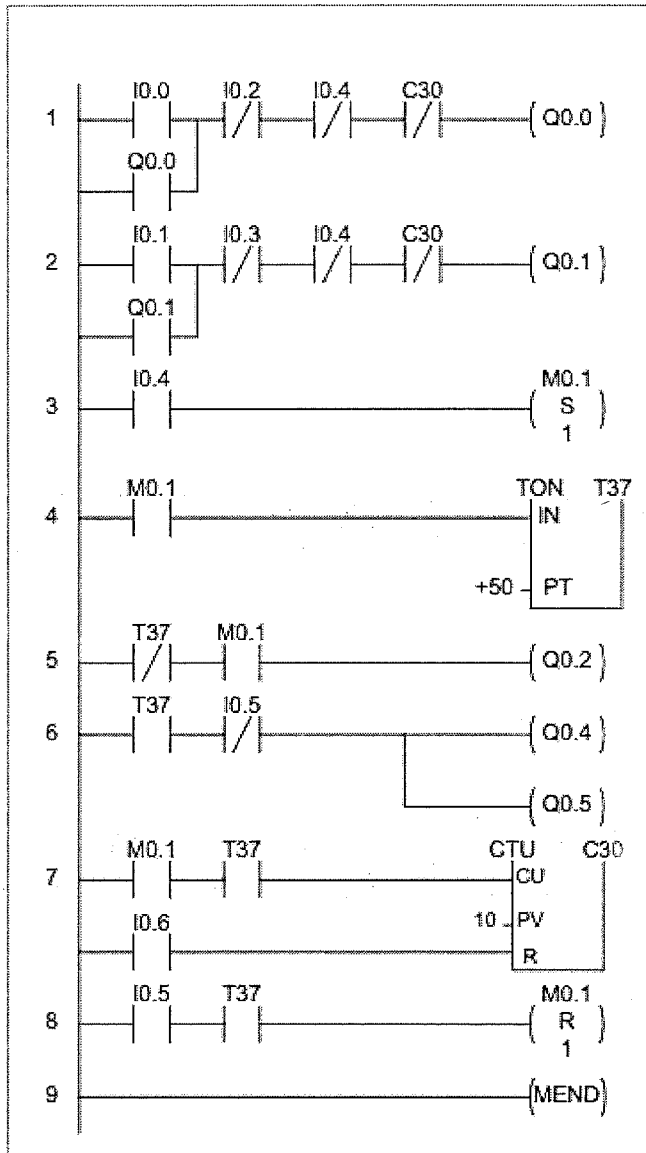 I0.0 I0.2 I0.4 C30
1 Q0.0
Q0.0
I0.1 I0.3 I0.4 C30
2 Q0.1
Q0.1
I0.4 M0.1
3 S
1
M0.1 TON T37
4 IN
+50 PT
T37 M0.1
5 Q0.2
T37 I0.5
6 Q0.4
Q0.5
M0.1 T37 CTU C30
7 CU
10 PV
I0.6
R
I0.5 T37 M0.1
8 R
1
9 MEND